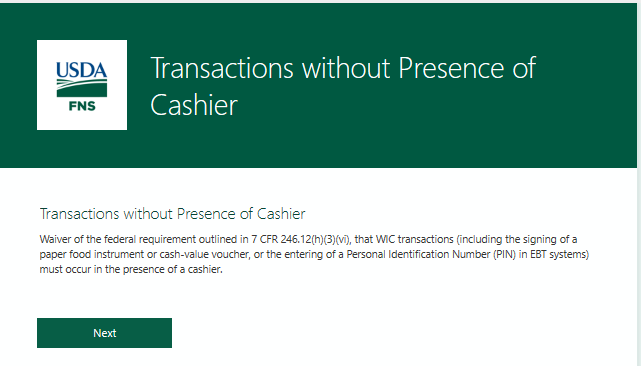 USDA
FNS
Transactions without Presence of
Cashier
Transactions without Presence of Cashier
Waiver of the federal requirement outlined in 7 CFR 246.12(h)(3)(vi), that WIC transactions (including the signing of a
paper food instrument or cash-value voucher, or the entering of a Personal Identification Number (PIN) in EBT systems)
must occur in the presence of a cashier.
Next